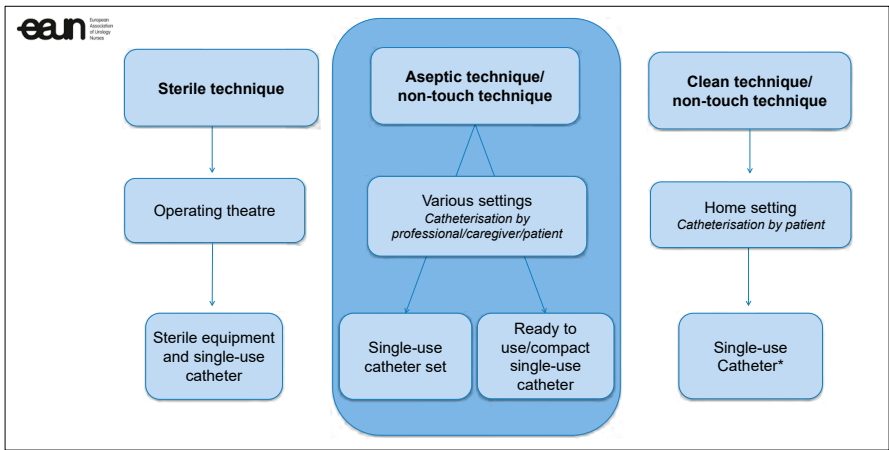 eaun
European
Association
of Urology
Nurses
Sterile technique
Operating theatre
Sterile equipment
and single-use
catheter
Aseptic technique/
non-touch technique
Various settings
Catheterisation by
professional/caregiver/patient
Single-use
catheter set
Ready to
use/compact
single-use
catheter
Clean technique/
non-touch technique
Home setting
Catheterisation by patient
Single-use
Catheter*